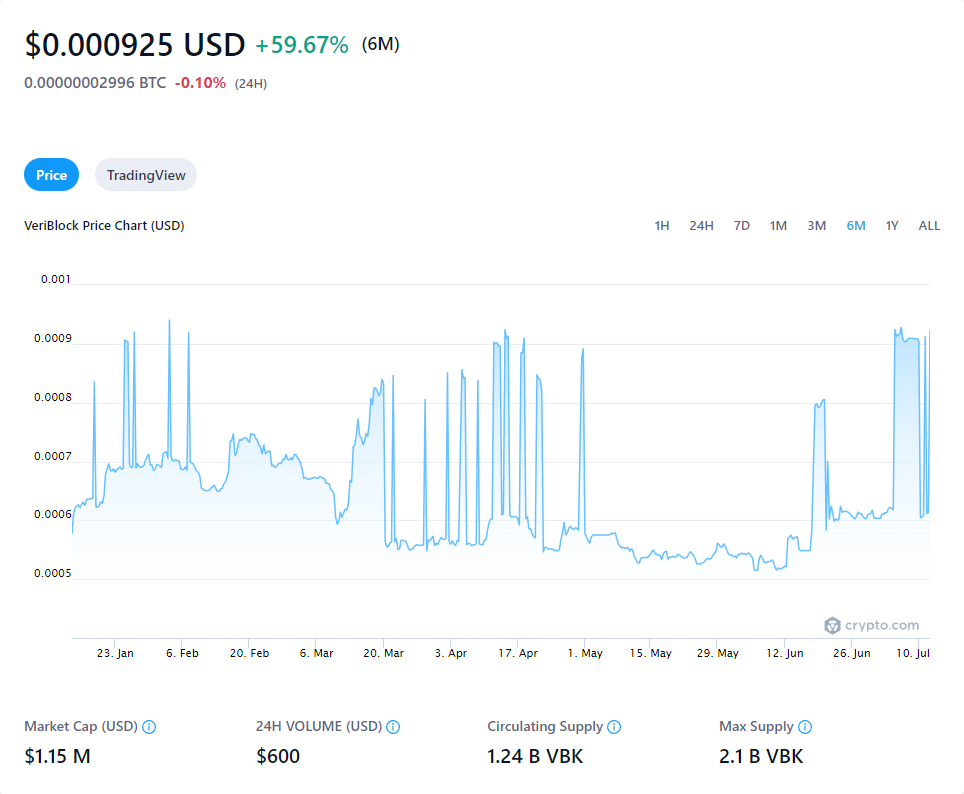 $0.000925 USD +59.67% (6M)
0.00000002996 BTC -0.10% (24H)
Price TradingView
VeriBlock Price Chart (USD) 1H 24H 7D 1M 3M 6M 1Y ALL
0.001
0.0009
0.0008
0.0007
0.0006
0.0005
crypto.com
23. Jan 6. Feb 20. Feb 6. Mar 20. Mar 3. Apr 17. Apr 1. May 15. May 29. May 12. Jun 26. Jun 10. Jul
Market Cap (USD) 24H VOLUME (USD) Circulating Supply Max Supply
$1.15 M $600 1.24 B VBK 2.1 B VBK